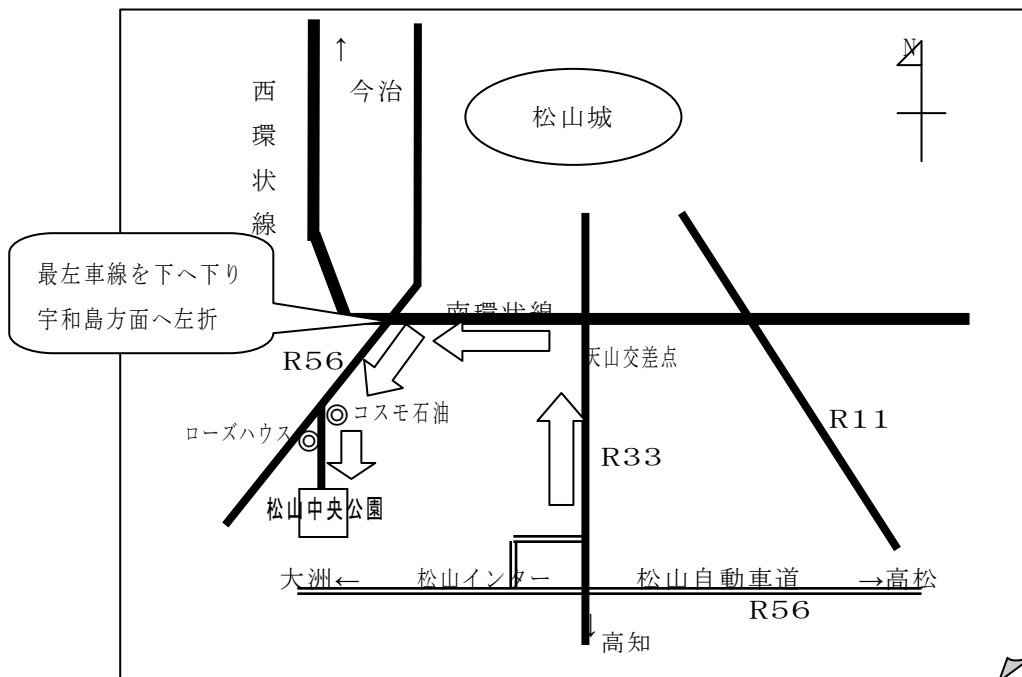 N
西環状線
↑
今治
松山城
最左車線を下へ下り
宇和島方面へ左折
南環状線
天山交差点
R56
コスモ石油
ローズハウス
R11
R33
松山中央公園
大洲←
松山インター
松山自動車道
→高松
R56
↓高知